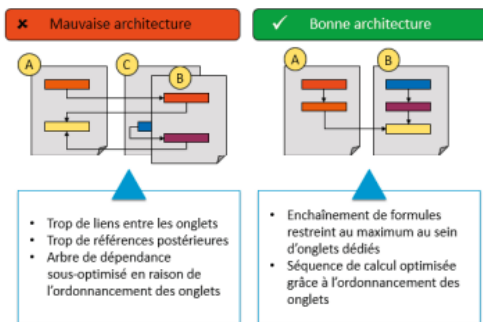 ✘ Mauvaise architecture
A
C
B
• Trop de liens entre les onglets
• Trop de références postérieures
• Arbre de dépendance
sous-optimisé en raison de
l'ordonnancement des onglets
✓ Bonne architecture
A
B
• Enchaînement de formules
restreint au maximum au sein
d'onglets dédiés
• Séquence de calcul optimisée
grâce à l'ordonnancement des
onglets